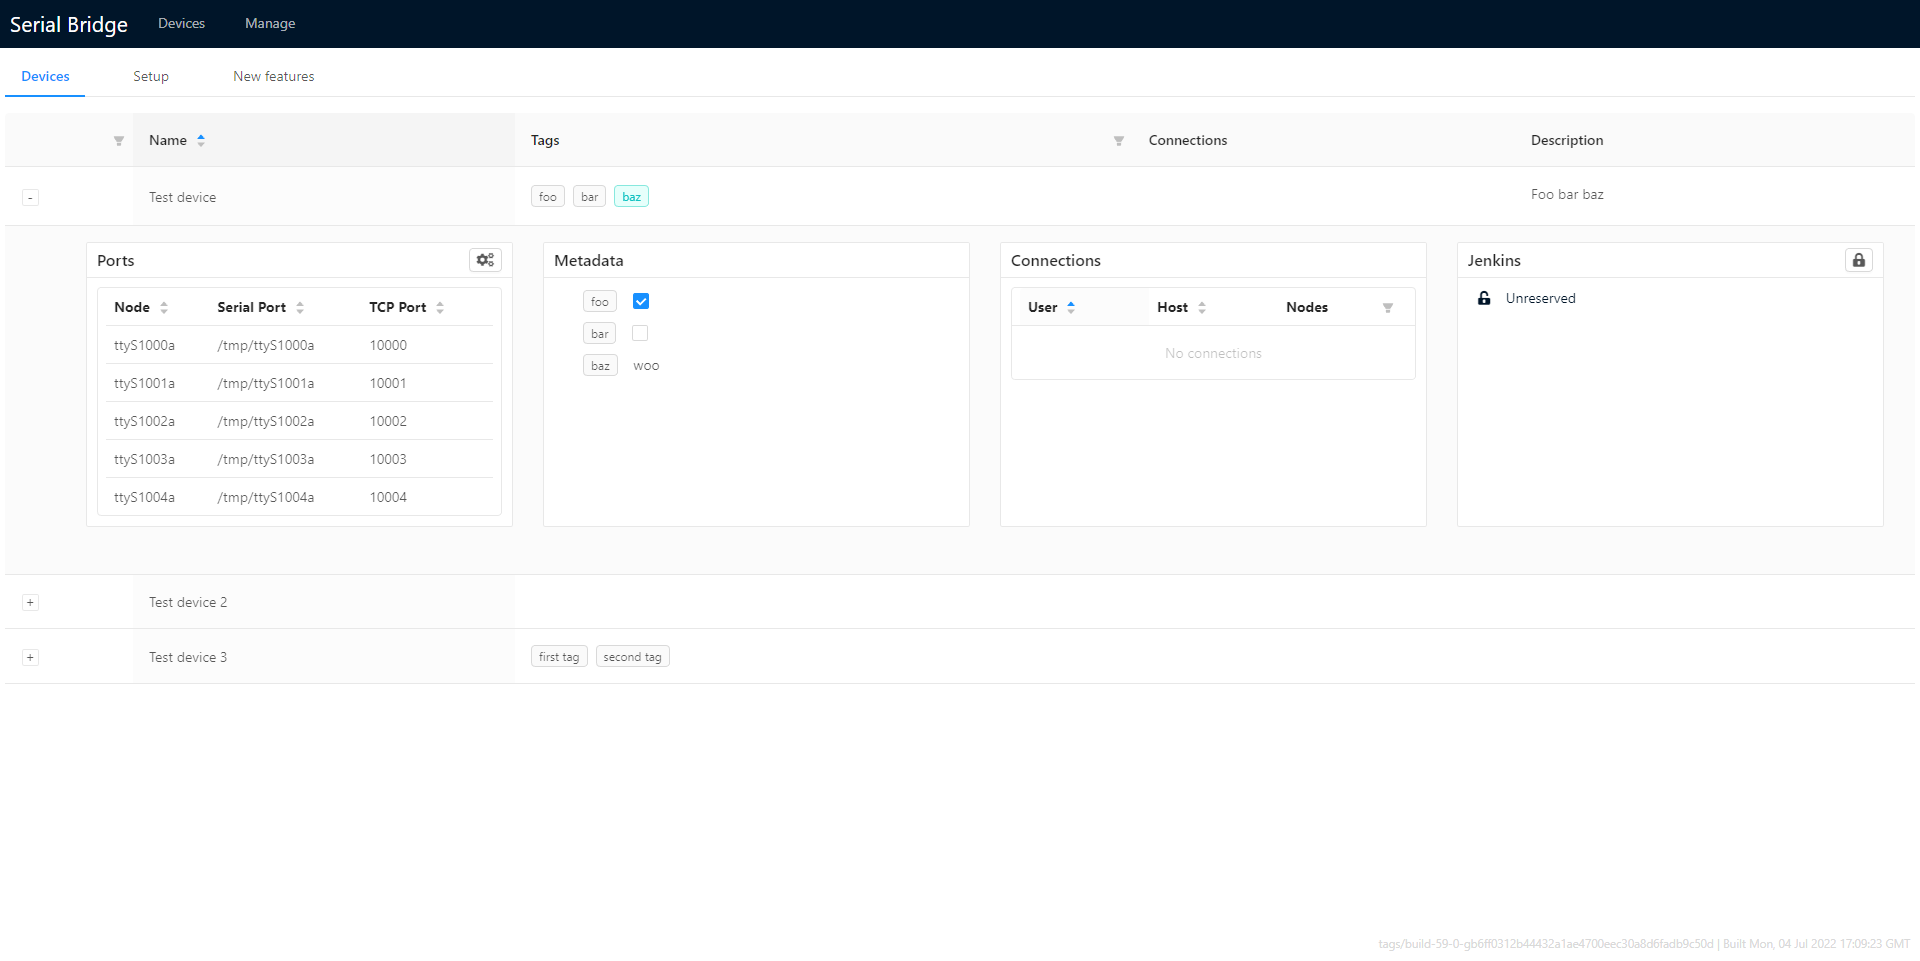 Serial Bridge Devices Manage
Devices Setup New features
Name Tags Connections Description
- Test device foo bar baz Foo bar baz
Ports Metadata Connections Jenkins
Node Serial Port TCP Port
ttyS1000a /tmp/ttyS1000a 10000
ttyS1001a /tmp/ttyS1001a 10001
ttyS1002a /tmp/ttyS1002a 10002
ttyS1003a /tmp/ttyS1003a 10003
ttyS1004a /tmp/ttyS1004a 10004
foo
bar
baz woo
User Host Nodes
No connections
Unreserved
+ Test device 2
+ Test device 3 first tag second tag
tags/build-59-0-gb6ff0312b44432a1ae4700eec30a8d6fadb9c50d | Built Mon, 04 Jul 2022 17:09:23 GMT